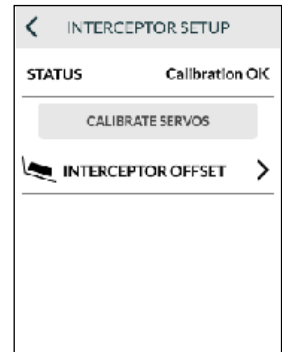 INTERCEPTOR SETUP
STATUS Calibration OK
CALIBRATE SERVOS
INTERCEPTOR OFFSET